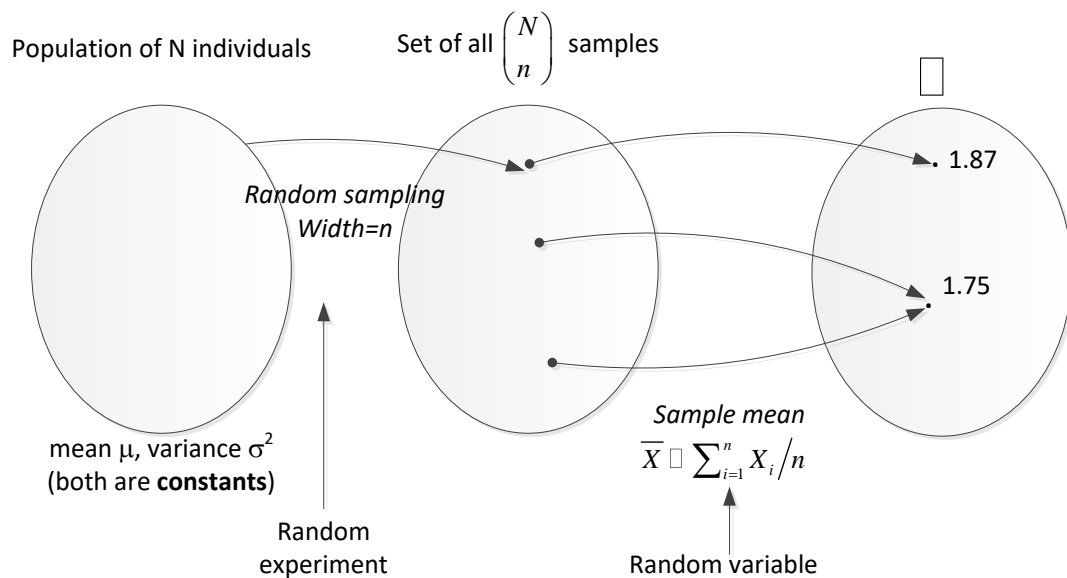 Population of N individuals
Set of all (N n) samples
□
1.87
Random sampling
Width=n
1.75
Sample mean
X̅ □ ∑ⁿᵢ₌₁ Xᵢ/n
mean μ, variance σ²
(both are constants)
Random
experiment
Random variable